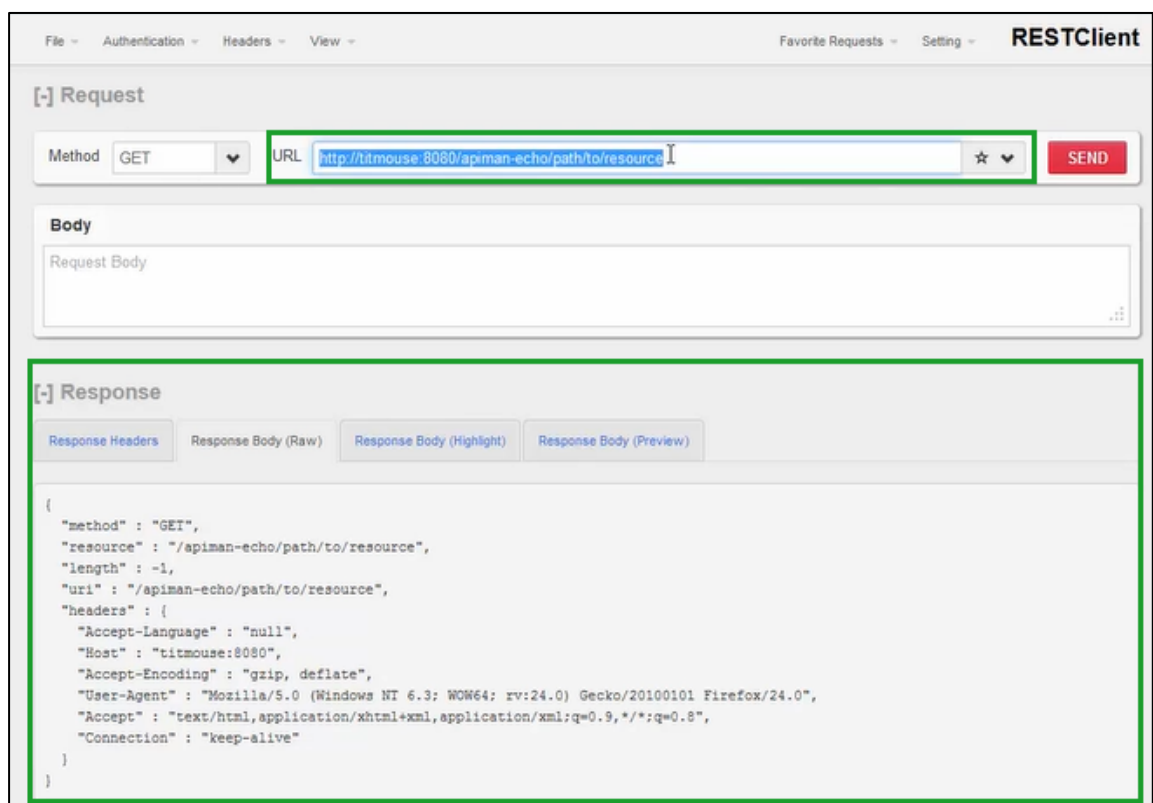 File Authentication Headers View Favorite Requests Setting RESTClient
[-] Request
Method GET URL http://titmouse:8080/apiman-echo/path/to/resource SEND
Body
Request Body
[-] Response
Response Headers Response Body (Raw) Response Body (Highlight) Response Body (Preview)
{
"method" : "GET",
"resource" : "/apiman-echo/path/to/resource",
"length" : -1,
"uri" : "/apiman-echo/path/to/resource",
"headers" : {
"Accept-Language" : "null",
"Host" : "titmouse:8080",
"Accept-Encoding" : "gzip, deflate",
"User-Agent" : "Mozilla/5.0 (Windows NT 6.3; WOW64; rv:24.0) Gecko/20100101 Firefox/24.0",
"Accept" : "text/html,application/xhtml+xml,application/xml;q=0.9,*/*;q=0.8",
"Connection" : "keep-alive"
}
}